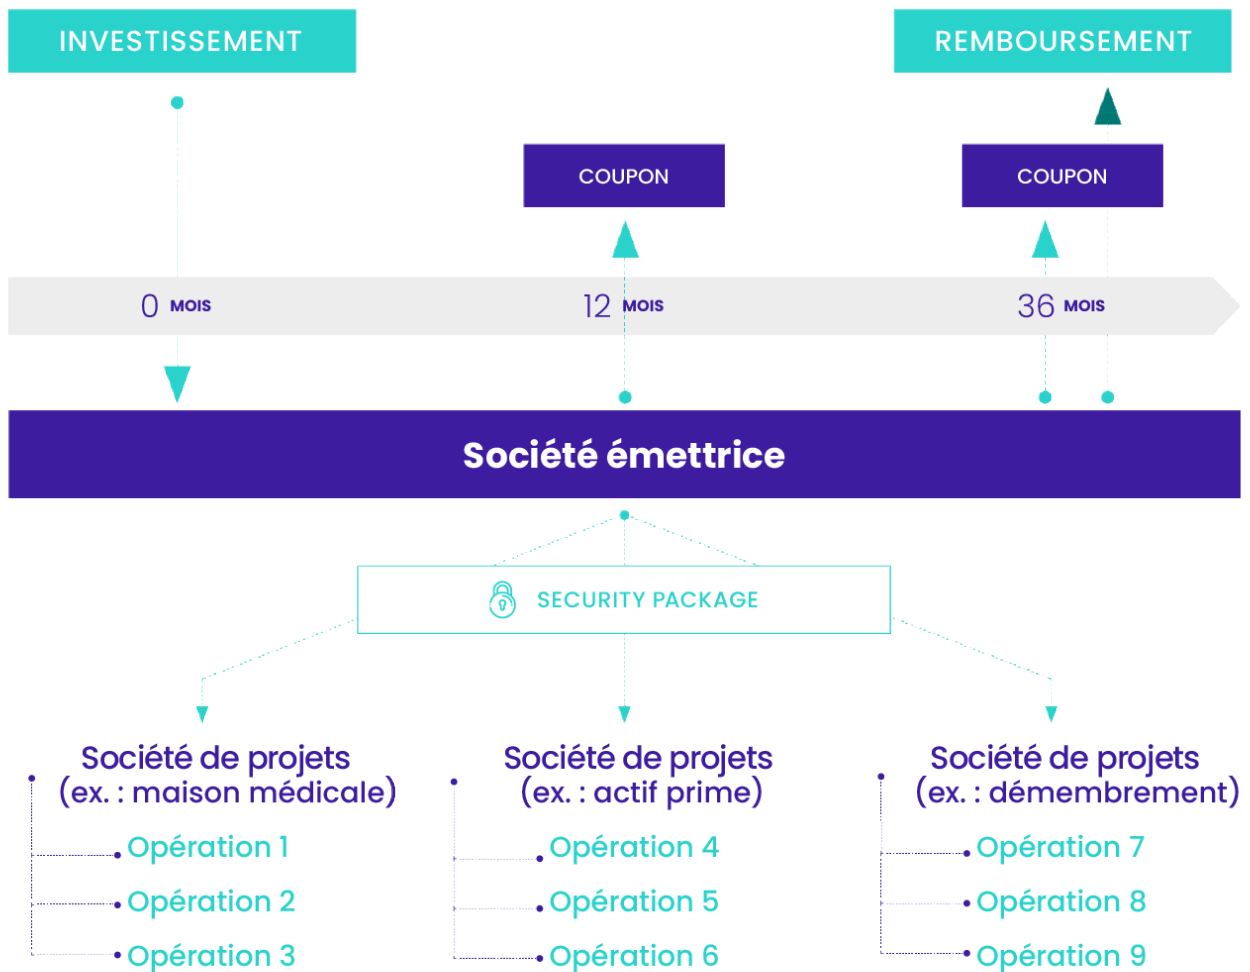 INVESTISSEMENT
REMBOURSEMENT
COUPON
COUPON
0 MOIS
12 MOIS
36 MOIS
Société émettrice
SECURITY PACKAGE
Société de projets
(ex. : maison médicale)
Opération 1
Opération 2
Opération 3
Société de projets
(ex. : actif prime)
Opération 4
Opération 5
Opération 6
Société de projets
(ex. : démembrement)
Opération 7
Opération 8
Opération 9